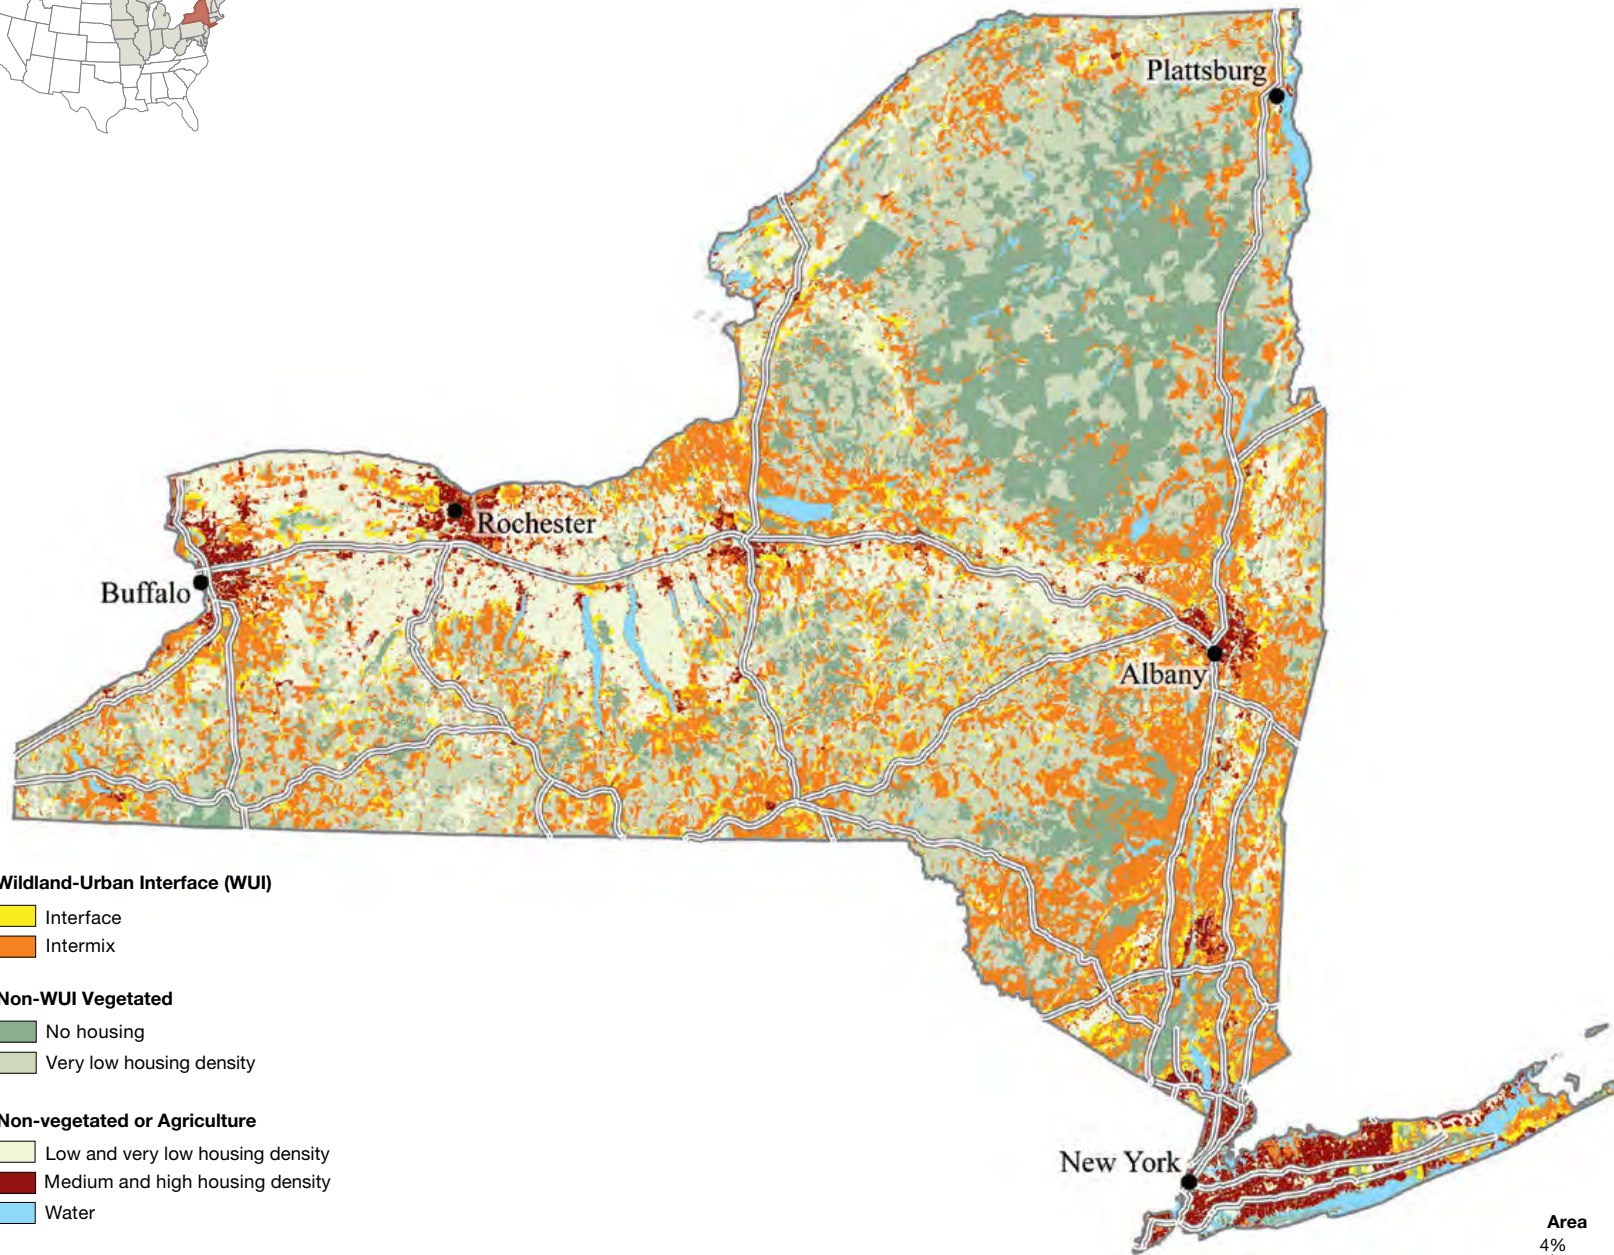 Plattsburg
Rochester
Buffalo
Albany
Wildland-Urban Interface (WUI)
Interface
Intermix
Non-WUI Vegetated
No housing
Very low housing density
Non-vegetated or Agriculture
Low and very low housing density
Medium and high housing density
Water
New York
Area
4%